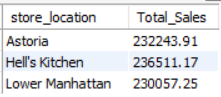 store_location Total_Sales
Astoria 232243.91
Hell's Kitchen 236511.17
Lower Manhattan 230057.25